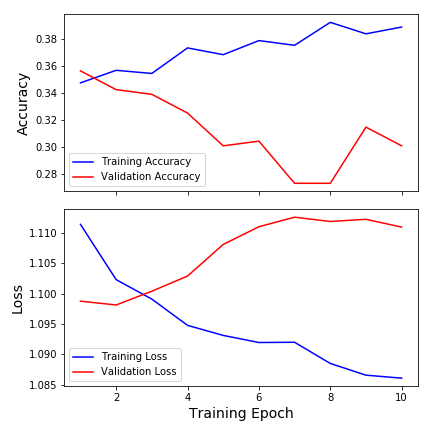 0.38
0.36
0.34
0.32
0.30
0.28
Accuracy
Training Accuracy
Validation Accuracy
1.110
1.105
1.100
1.095
1.090
1.085
Loss
Training Loss
Validation Loss
2 4 6 8 10
Training Epoch